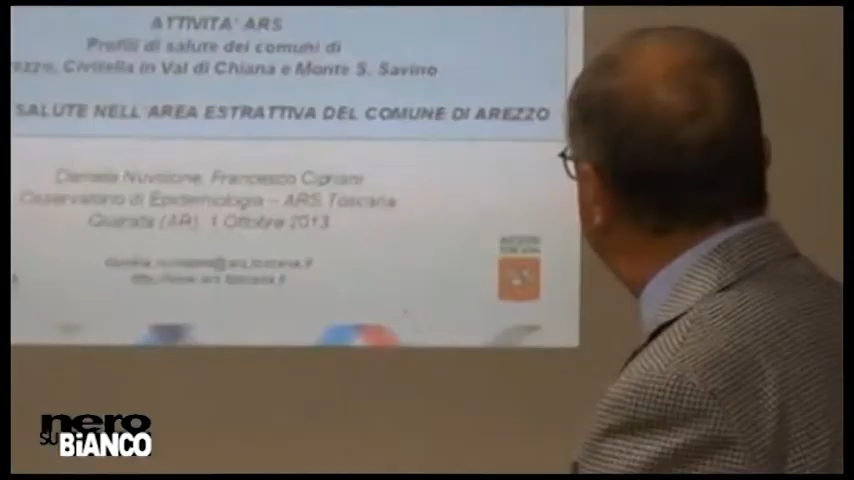 ATTIVITA' ARS
Profili di salute dei comuni di
Civitella in Val di Chiana e Monte S. Savino
SALUTE NELL'AREA ESTRATTIVA DEL COMUNE DI AREZZO
Daniela Nuvolone, Francesco Cipriani
Osservatorio di Epidemiologia – ARS Toscana
Quarata (AR), 1 Ottobre 2013
nero
su
BiANCO